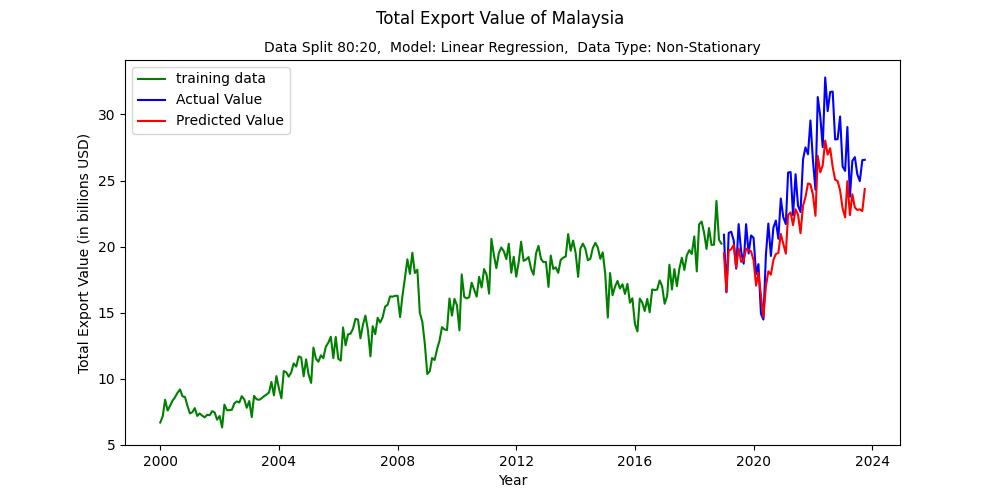 Total Export Value of Malaysia
Data Split 80:20,  Model: Linear Regression,  Data Type: Non-Stationary
training data
Actual Value
Predicted Value
Total Export Value (in billions USD)
30
25
20
15
10
5
2000 2004 2008 2012 2016 2020 2024
Year